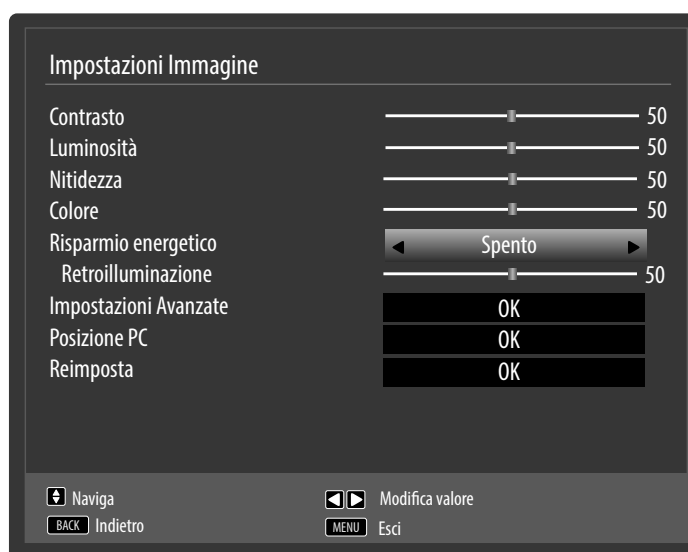 Impostazioni Immagine
Contrasto 50
Luminosità 50
Nitidezza 50
Colore 50
Risparmio energetico Spento
Retroilluminazione 50
Impostazioni Avanzate OK
Posizione PC OK
Reimposta OK
Naviga Modifica valore
BACK Indietro MENU Esci